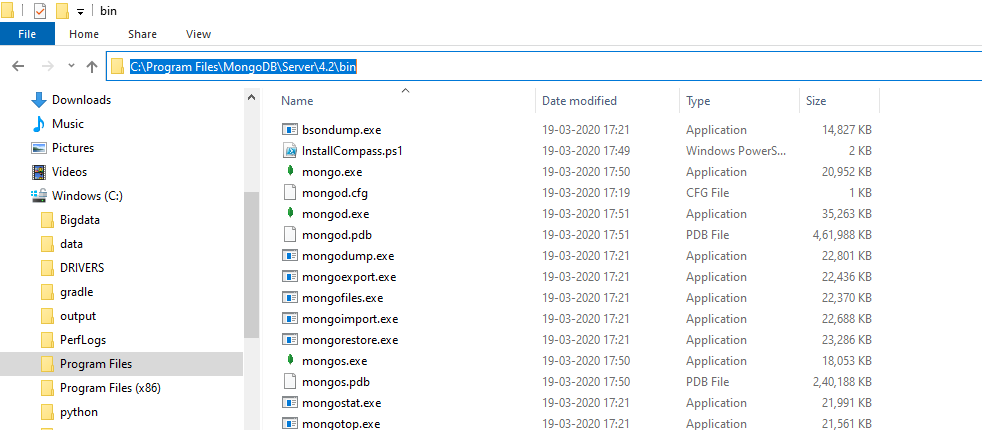 bin
File Home Share View
C:\Program Files\MongoDB\Server\4.2\bin
Downloads
Music
Pictures
Videos
Windows (C:)
Bigdata
data
DRIVERS
gradle
output
PerfLogs
Program Files
Program Files (x86)
python
Name Date modified Type Size
bsondump.exe 19-03-2020 17:21 Application 14,827 KB
InstallCompass.ps1 19-03-2020 17:49 Windows PowerS... 2 KB
mongo.exe 19-03-2020 17:50 Application 20,952 KB
mongod.cfg 19-03-2020 17:19 CFG File 1 KB
mongod.exe 19-03-2020 17:51 Application 35,263 KB
mongod.pdb 19-03-2020 17:51 PDB File 4,61,988 KB
mongodump.exe 19-03-2020 17:21 Application 22,801 KB
mongoexport.exe 19-03-2020 17:21 Application 22,436 KB
mongofiles.exe 19-03-2020 17:21 Application 22,370 KB
mongoimport.exe 19-03-2020 17:21 Application 22,688 KB
mongorestore.exe 19-03-2020 17:21 Application 23,286 KB
mongos.exe 19-03-2020 17:50 Application 18,053 KB
mongos.pdb 19-03-2020 17:50 PDB File 2,40,188 KB
mongostat.exe 19-03-2020 17:21 Application 21,991 KB
mongotop.exe 19-03-2020 17:21 Application 21,561 KB